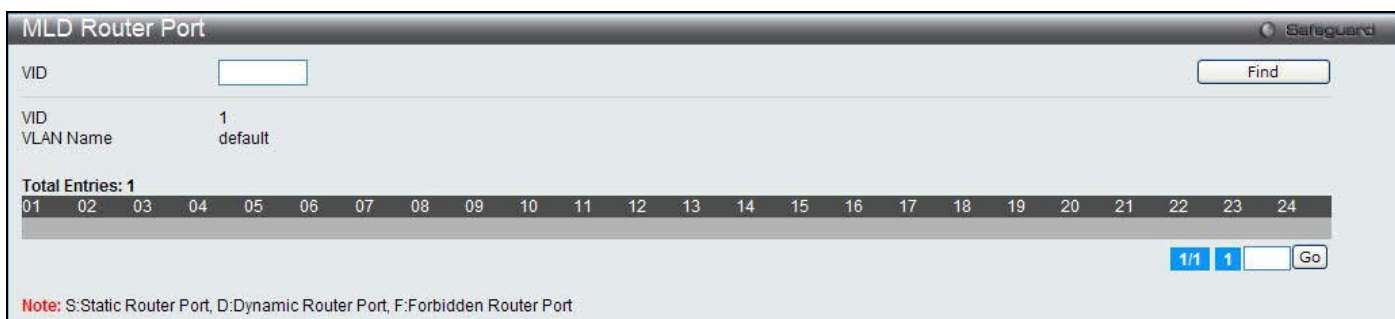 MLD Router Port Safeguard
VID Find
VID 1
VLAN Name default
Total Entries: 1
01 02 03 04 05 06 07 08 09 10 11 12 13 14 15 16 17 18 19 20 21 22 23 24
1/1 1 Go
Note: S:Static Router Port, D:Dynamic Router Port, F:Forbidden Router Port